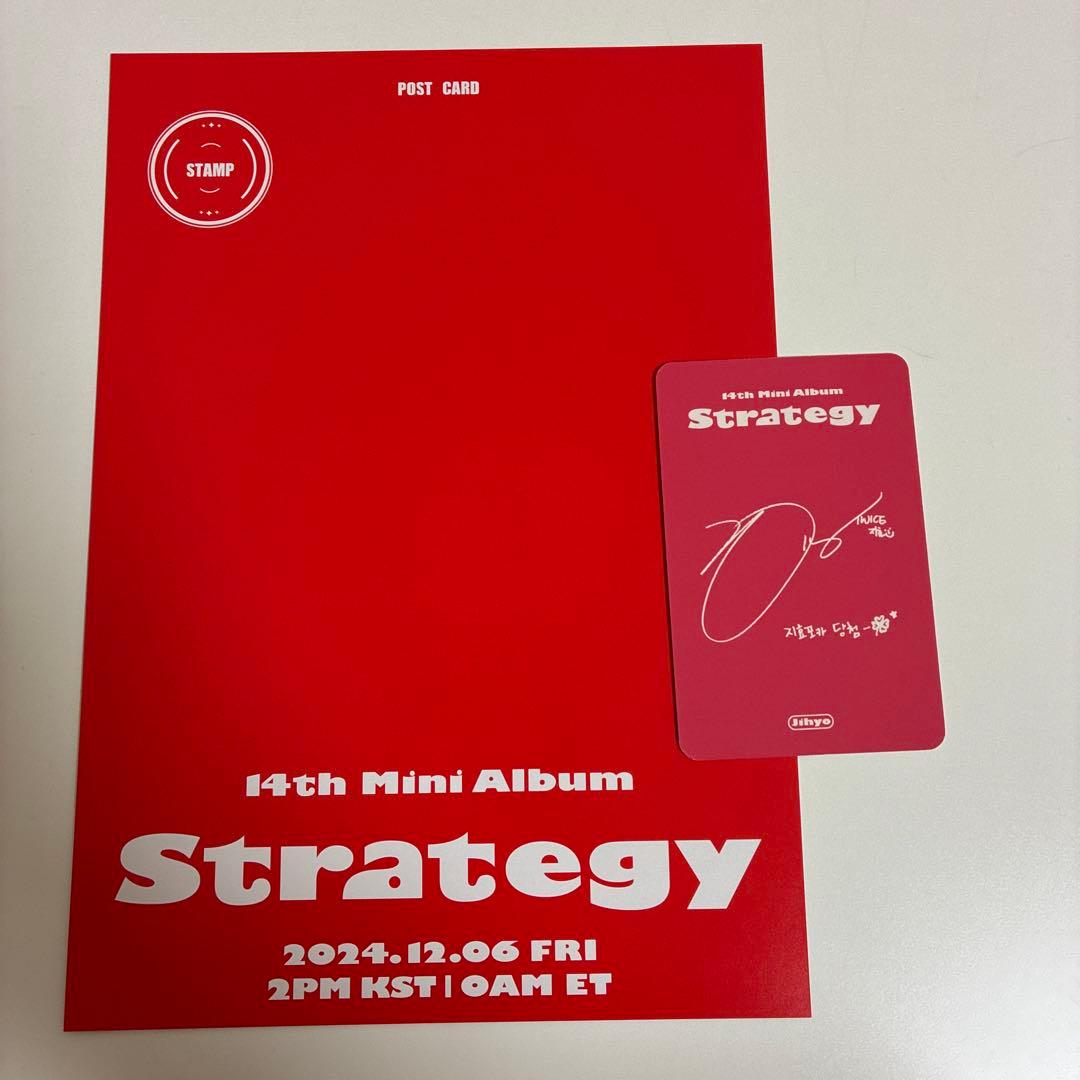 POST CARD
STAMP
14th Mini Album
Strategy
2024.12.06 FRI
2PM KST | 0AM ET
14th Mini Album
Strategy
TWICE
지효
지효포카 당첨-
Jihyo